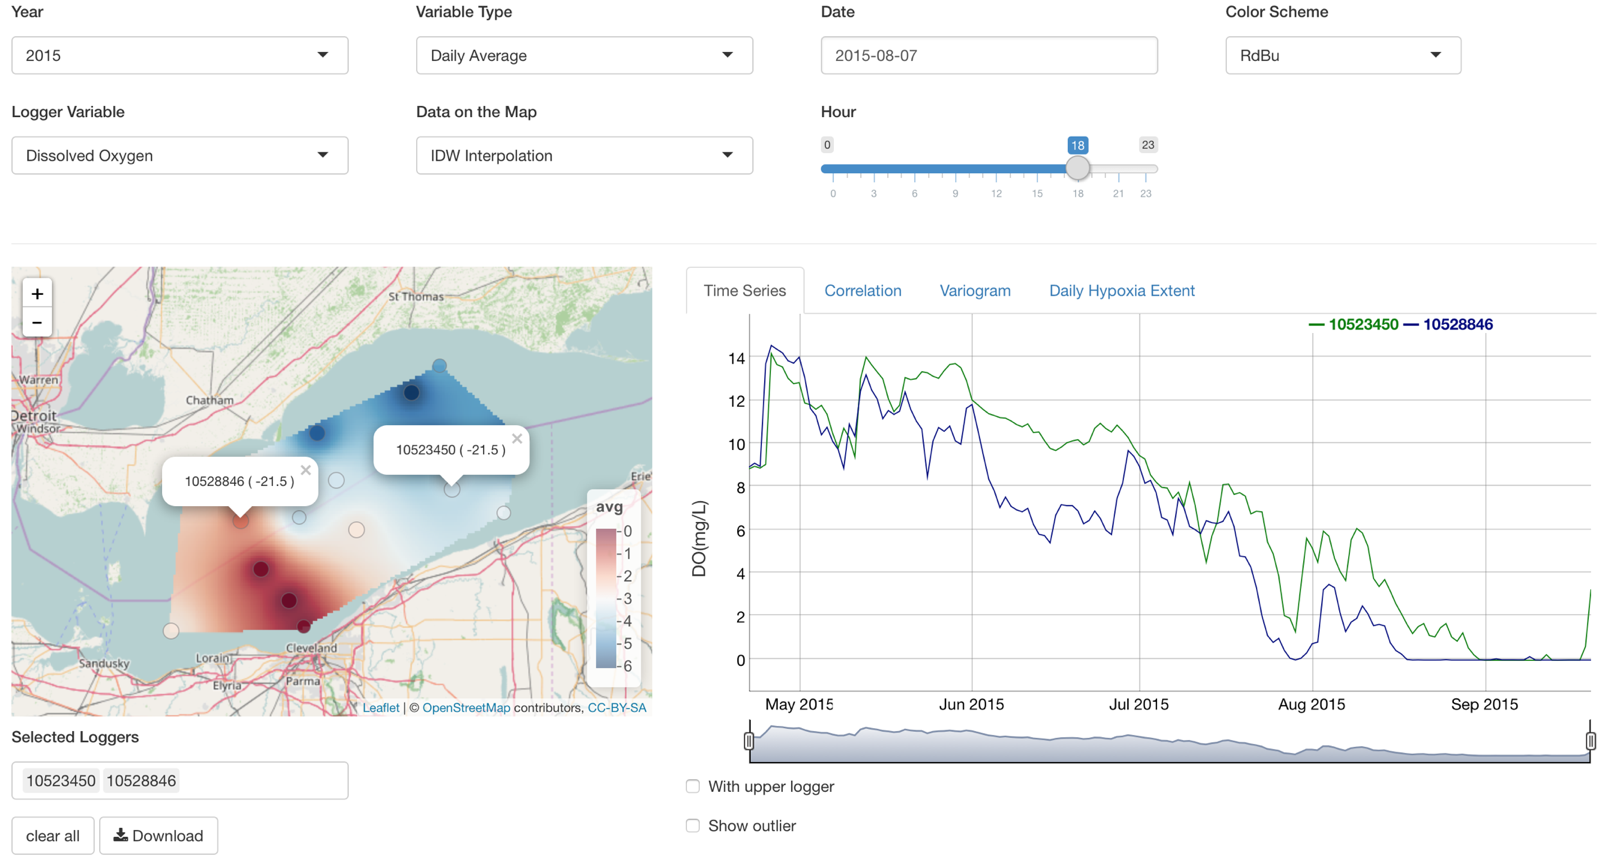 Year
Variable Type
Date
Color Scheme
2015
Daily Average
2015-08-07
RdBu
Logger Variable
Data on the Map
Hour
Dissolved Oxygen
IDW Interpolation
0
18
23
0 3 6 9 12 15 18 21 23
+
−
St Thomas
Warren
Detroit
Windsor
Chatham
10523450 ( -21.5 ) ×
10528846 ( -21.5 ) ×
Erie
avg
0
1
2
3
4
5
6
Cleveland
Sandusky
Lorain
Elyria
Parma
Leaflet | © OpenStreetMap contributors, CC-BY-SA
Time Series
Correlation
Variogram
Daily Hypoxia Extent
10523450 10528846
DO(mg/L)
14
12
10
8
6
4
2
0
May 2015
Jun 2015
Jul 2015
Aug 2015
Sep 2015
With upper logger
Show outlier
Selected Loggers
10523450 10528846
clear all
Download